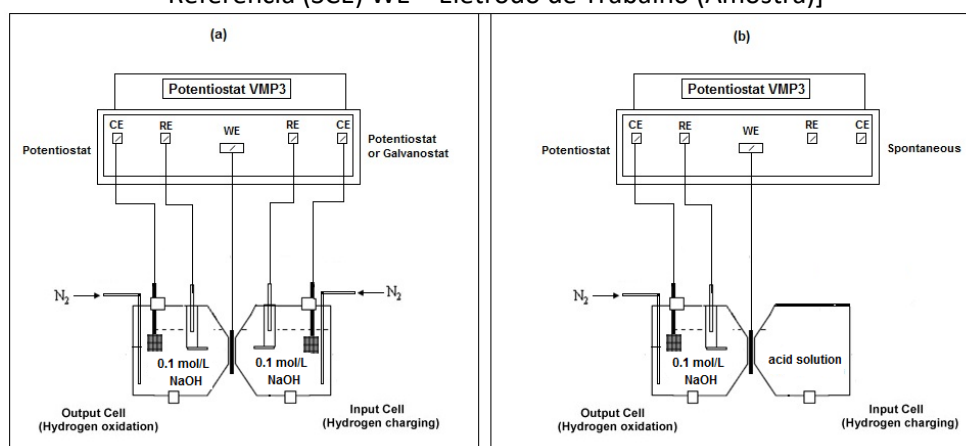 Referência (SCE) WE – Eletrodo de Trabalho (Amostra)]
(a)
Potentiostat VMP3
CE RE WE RE CE
Potentiostat
Potentiostat
or Galvanostat
N2
N2
0.1 mol/L
NaOH
0.1 mol/L
NaOH
Output Cell
(Hydrogen oxidation)
Input Cell
(Hydrogen charging)
(b)
Potentiostat VMP3
CE RE WE RE CE
Potentiostat
Spontaneous
N2
0.1 mol/L
NaOH
acid solution
Output Cell
(Hydrogen oxidation)
Input Cell
(Hydrogen charging)